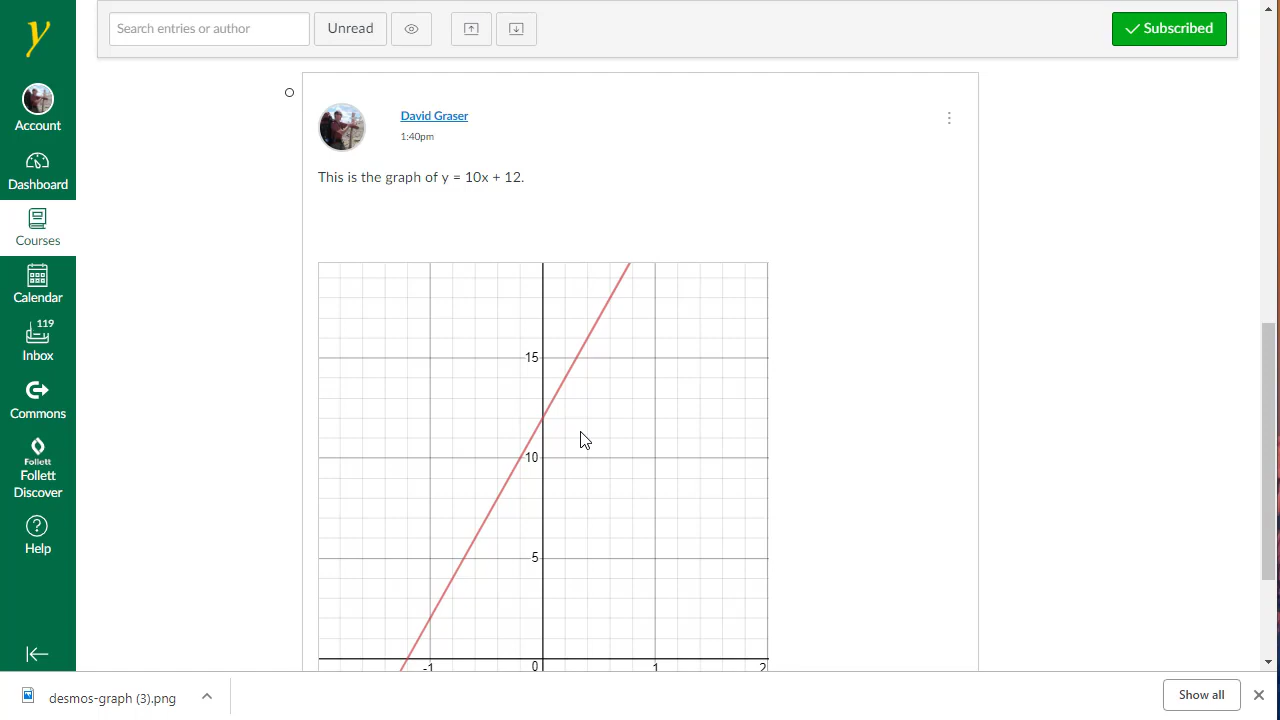 Y
Search entries or author
Unread
Subscribed
Account
Dashboard
Courses
Calendar
119
Inbox
Commons
Follett
Follett
Discover
Help
David Graser
1:40pm
This is the graph of y = 10x + 12.
15
10
5
-1
0
1
2
desmos-graph (3).png
Show all